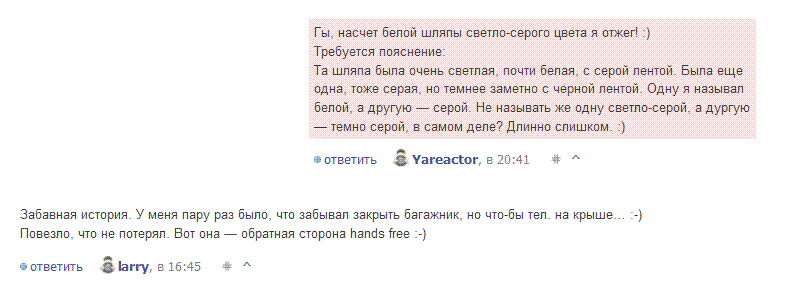 Гы, насчет белой шляпы светло-серого цвета я отжег! :)
Требуется пояснение:
Та шляпа была очень светлая, почти белая, с серой лентой. Была еще
одна, тоже серая, но темнее заметно с черной лентой. Одну я называл
белой, а другую — серой. Не называть же одну светло-серой, а дургую
— темно серой, в самом деле? Длинно слишком. :)
ответить Yareactor, в 20:41 # ^
Забавная история. У меня пару раз было, что забывал закрыть багажник, но что-бы тел. на крыше... :-)
Повезло, что не потерял. Вот она — обратная сторона hands free :-)
ответить larry, в 16:45 # ^